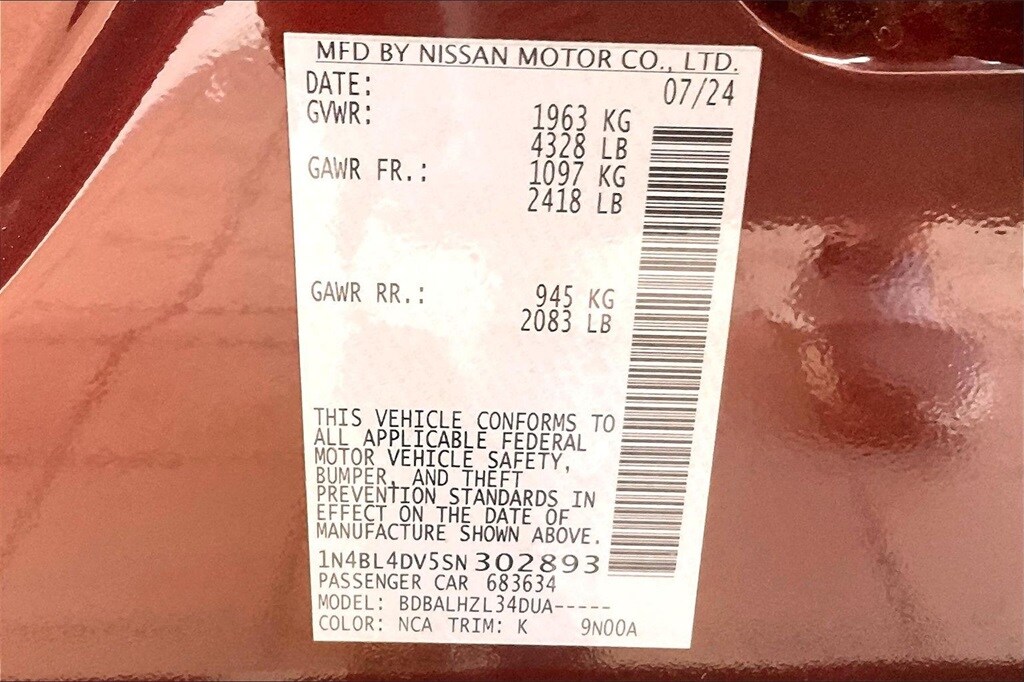 MFD BY NISSAN MOTOR CO., LTD.
DATE: 07/24
GVWR: 1963 KG
4328 LB
GAWR FR.: 1097 KG
2418 LB
GAWR RR.: 945 KG
2083 LB
THIS VEHICLE CONFORMS TO
ALL APPLICABLE FEDERAL
MOTOR VEHICLE SAFETY,
BUMPER, AND THEFT
PREVENTION STANDARDS IN
EFFECT ON THE DATE OF
MANUFACTURE SHOWN ABOVE.
1N4BL4DV5SN302893
PASSENGER CAR 683634
MODEL: BDBALHZL34DUA-----
COLOR: NCA TRIM: K 9N00A